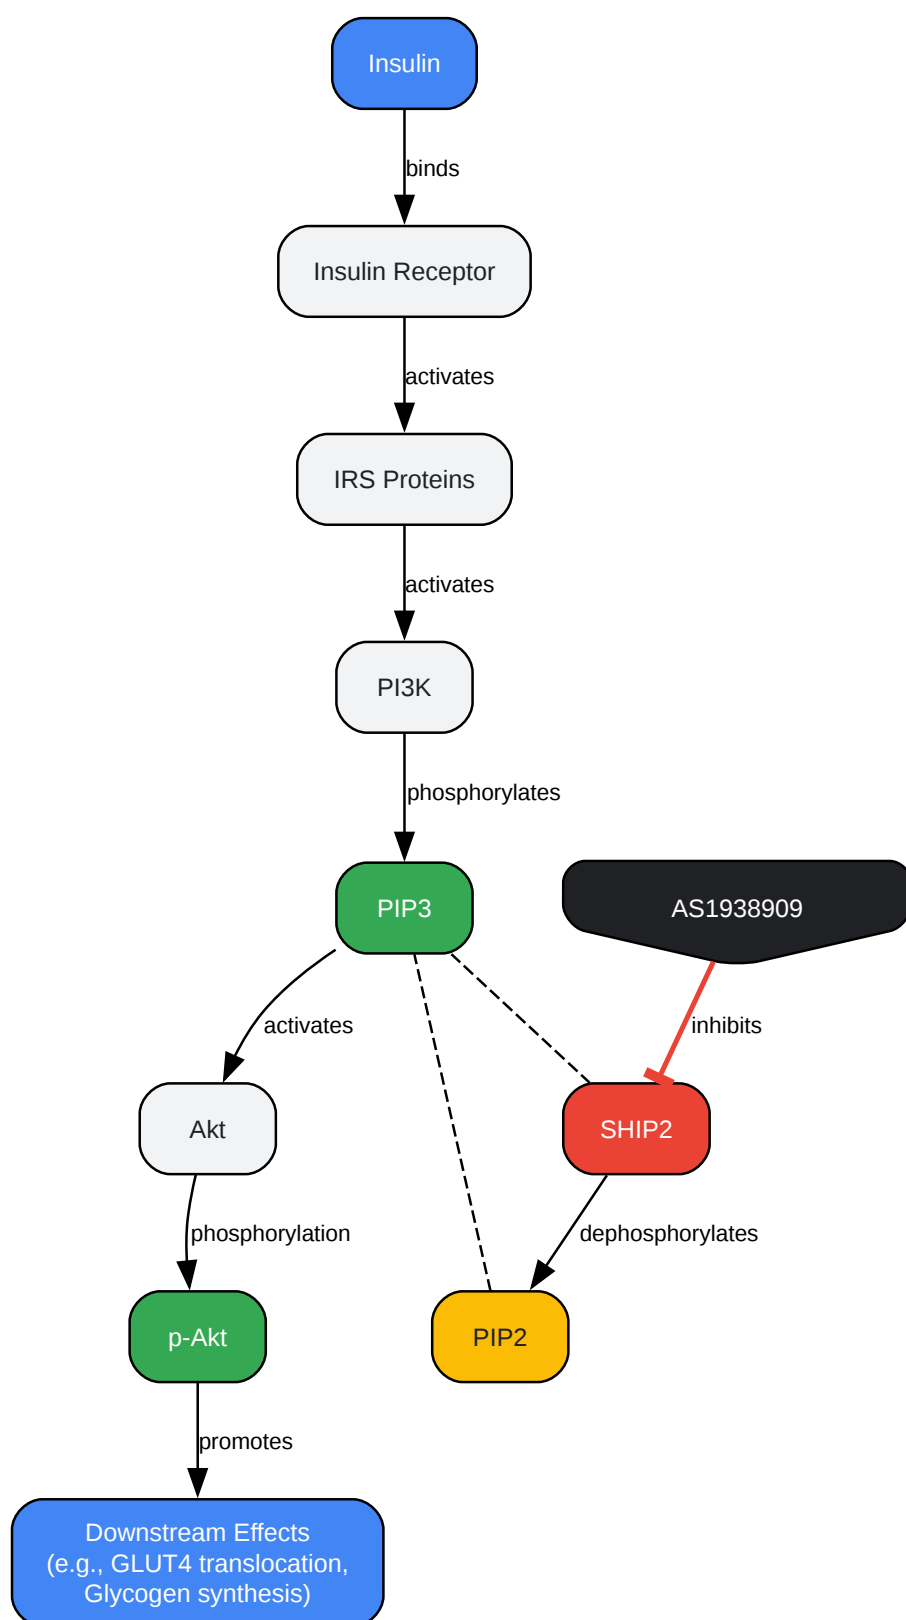 Insulin
binds
Insulin Receptor
activates
IRS Proteins
activates
PI3K
phosphorylates
PIP3
AS1938909
activates
inhibits
Akt
SHIP2
phosphorylation
dephosphorylates
p-Akt
PIP2
promotes
Downstream Effects
(e.g., GLUT4 translocation,
Glycogen synthesis)